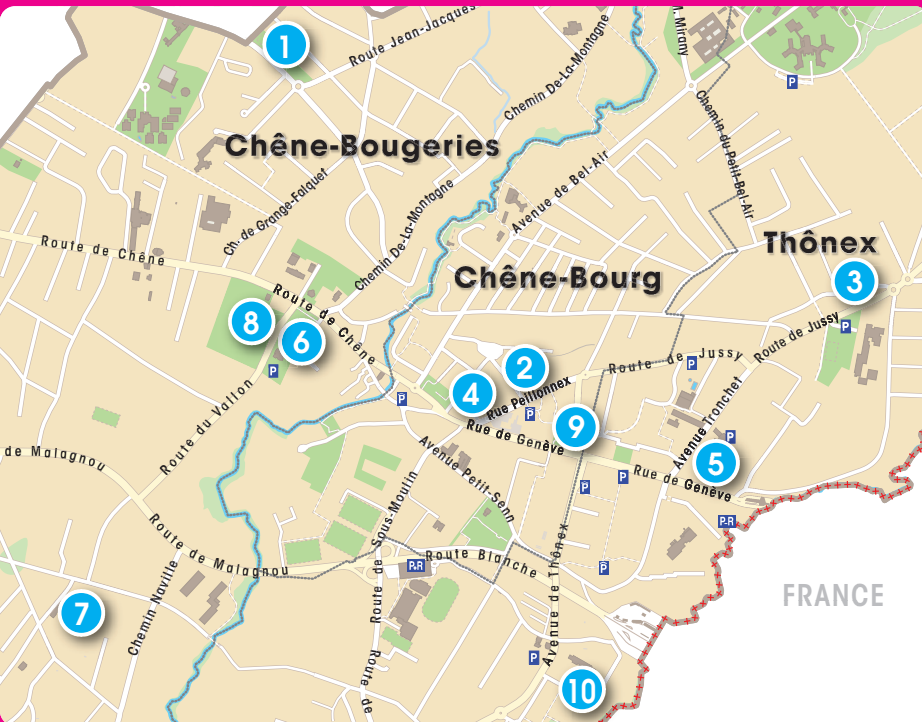 1
Route Jean-Jacques
Chemin De-La-Montagne
M. Mirany
P
Chêne-Bougeries
Avenue de Bel-Air
Chemin du Petit-Bel-Air
Ch. de Grange-Falquet
Chemin De-La-Montagne
Route de Chêne
Thônex
Chêne-Bourg
3
Route de Chêne
8
6
P
Route de Jussy
P
Route de Jussy
P
2
4
Rue Peillonnex
P
P
9
Rue de Genève
Avenue Tronchet
P
5
Rue de Genève
P
P
P+R
Route du Vallon
de Malagnou
Avenue Petit-Senn
Route de Sous-Moulin
Route de Malagnou
P+R
Route Blanche
P
Avenue de Thônex
FRANCE
7
Chemin Naville
Route de
P
10